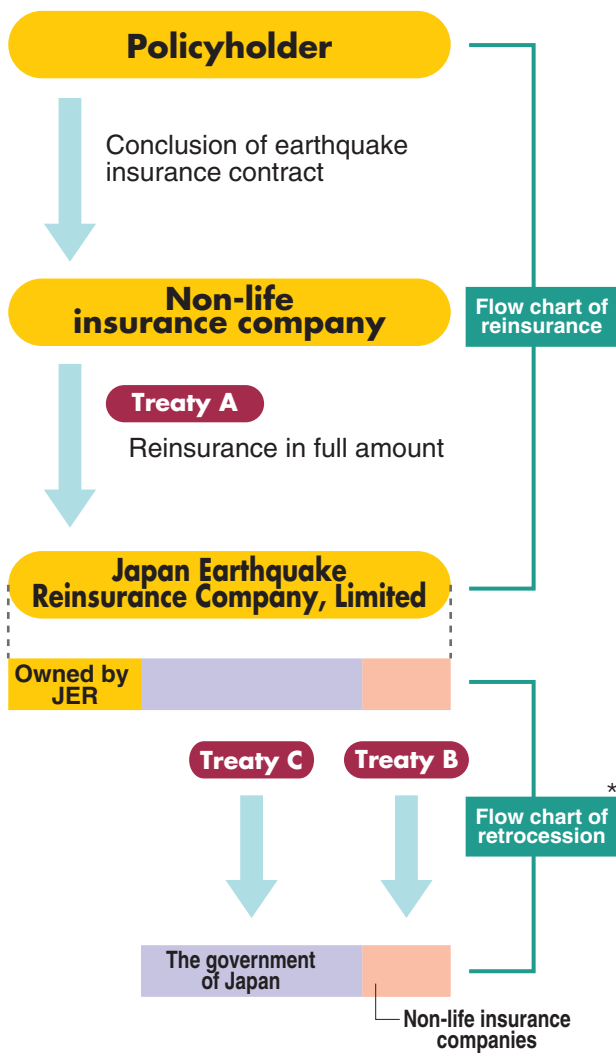 Policyholder
Conclusion of earthquake
insurance contract
Non-life
insurance company
Flow chart of
reinsurance
Treaty A
Reinsurance in full amount
Japan Earthquake
Reinsurance Company, Limited
Owned by
JER
Treaty C
Treaty B
*
Flow chart of
retrocession
The government
of Japan
Non-life insurance
companies